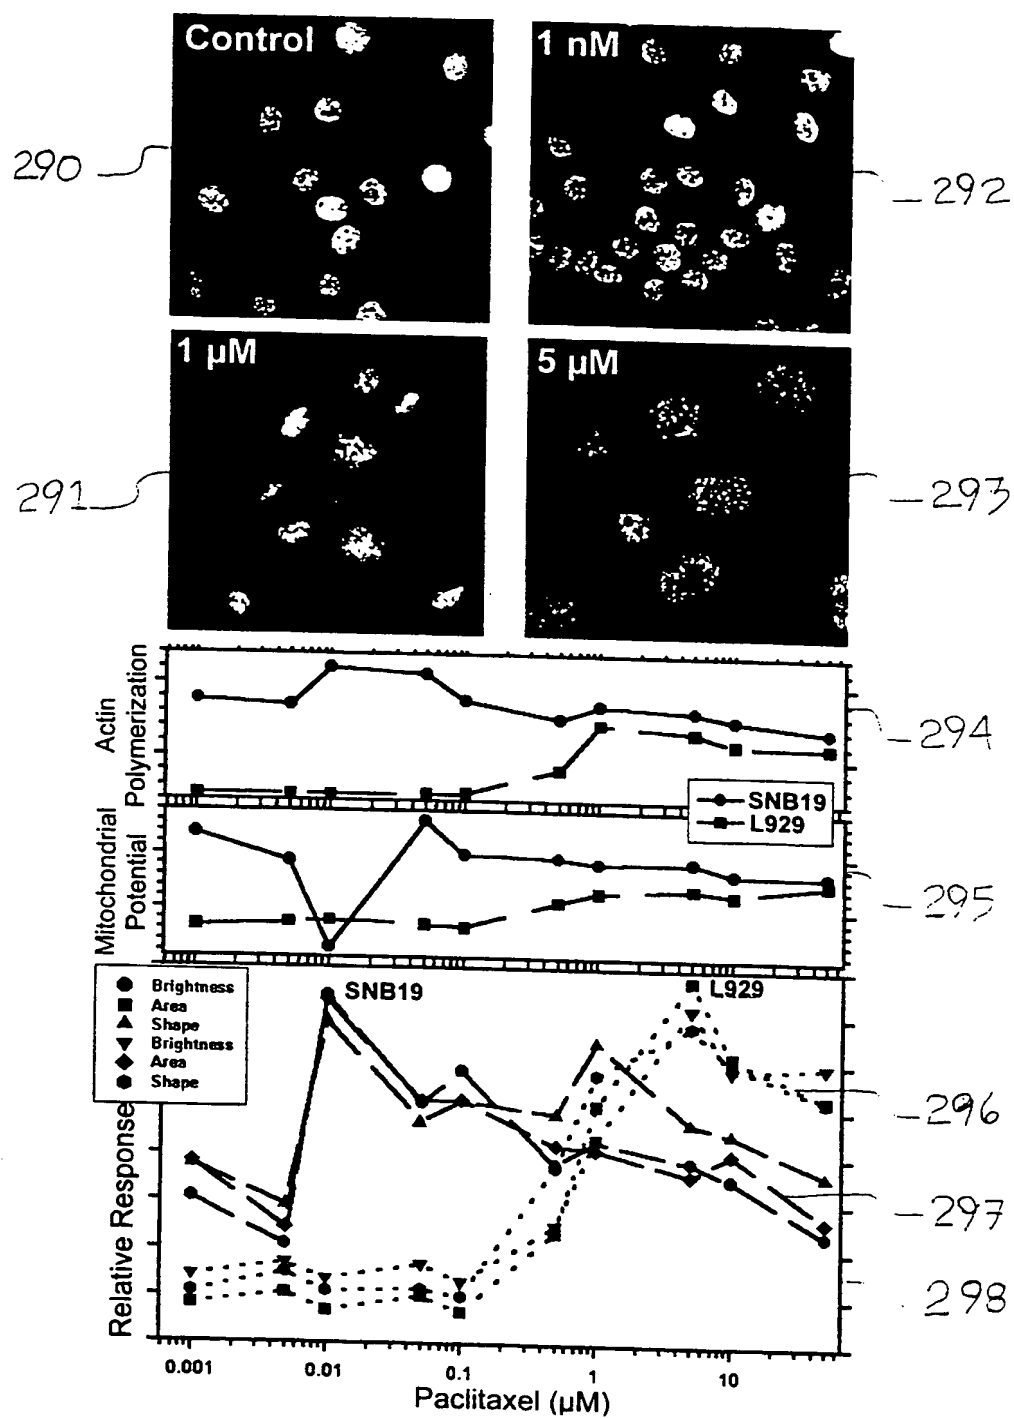 Control
1 nM
290
292
1 µM
5 µM
291
293
Actin
Polymerization
294
SNB19
L929
Mitochondrial
Potential
295
Brightness
Area
Shape
Brightness
Area
Shape
SNB19
L929
296
297
298
Relative Response
0.001
0.01
0.1
1
10
Paclitaxel (µM)